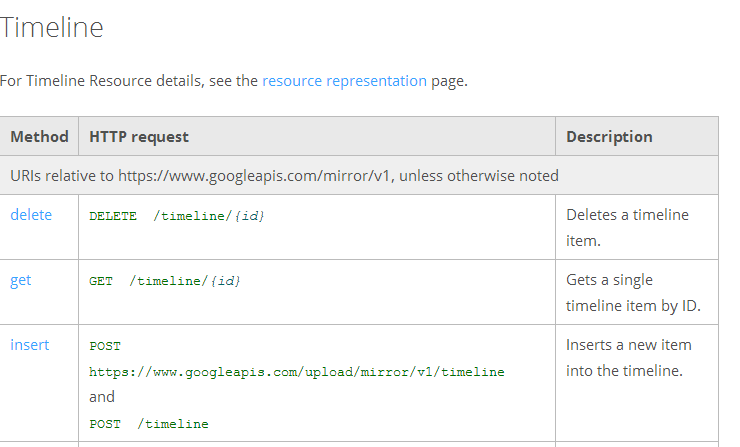 Timeline
For Timeline Resource details, see the resource representation page.
Method HTTP request Description
URIs relative to https://www.googleapis.com/mirror/v1, unless otherwise noted
delete DELETE /timeline/{id} Deletes a timeline
item.
get GET /timeline/{id} Gets a single
timeline item by ID.
insert POST Inserts a new item
https://www.googleapis.com/upload/mirror/v1/timeline into the timeline.
and
POST /timeline